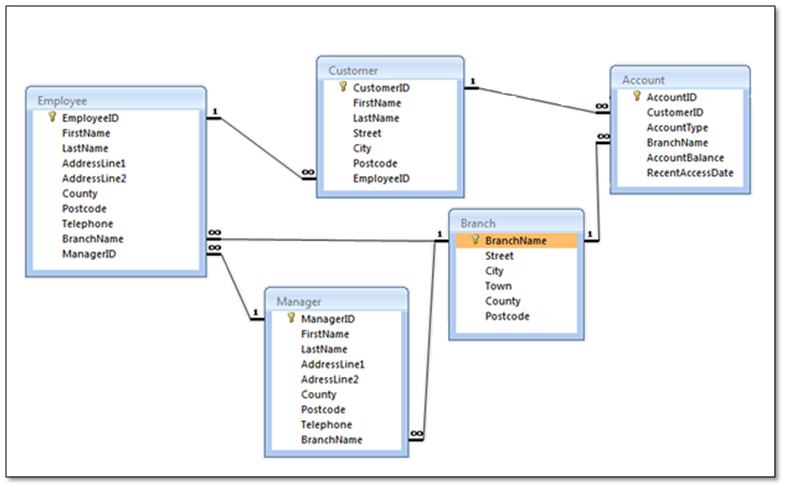 Employee
EmployeeID
FirstName
LastName
AddressLine1
AddressLine2
County
Postcode
Telephone
BranchName
ManagerID
1
∞
∞
Customer
CustomerID
FirstName
LastName
Street
City
Postcode
EmployeeID
1
∞
Account
AccountID
CustomerID
AccountType
BranchName
AccountBalance
RecentAccessDate
∞
∞
Manager
ManagerID
FirstName
LastName
AddressLine1
AdressLine2
County
Postcode
Telephone
BranchName
1
∞
Branch
BranchName
Street
City
Town
County
Postcode
1
1